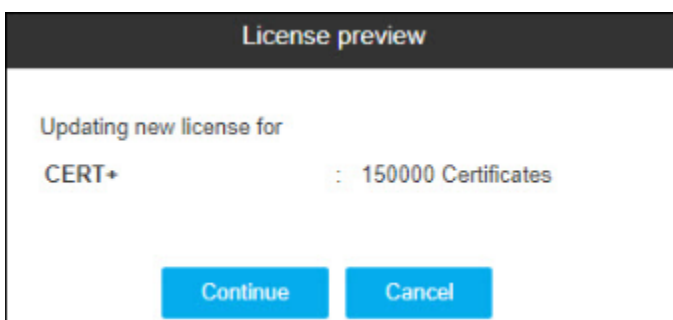 License preview
Updating new license for
CERT+ : 150000 Certificates
Continue Cancel